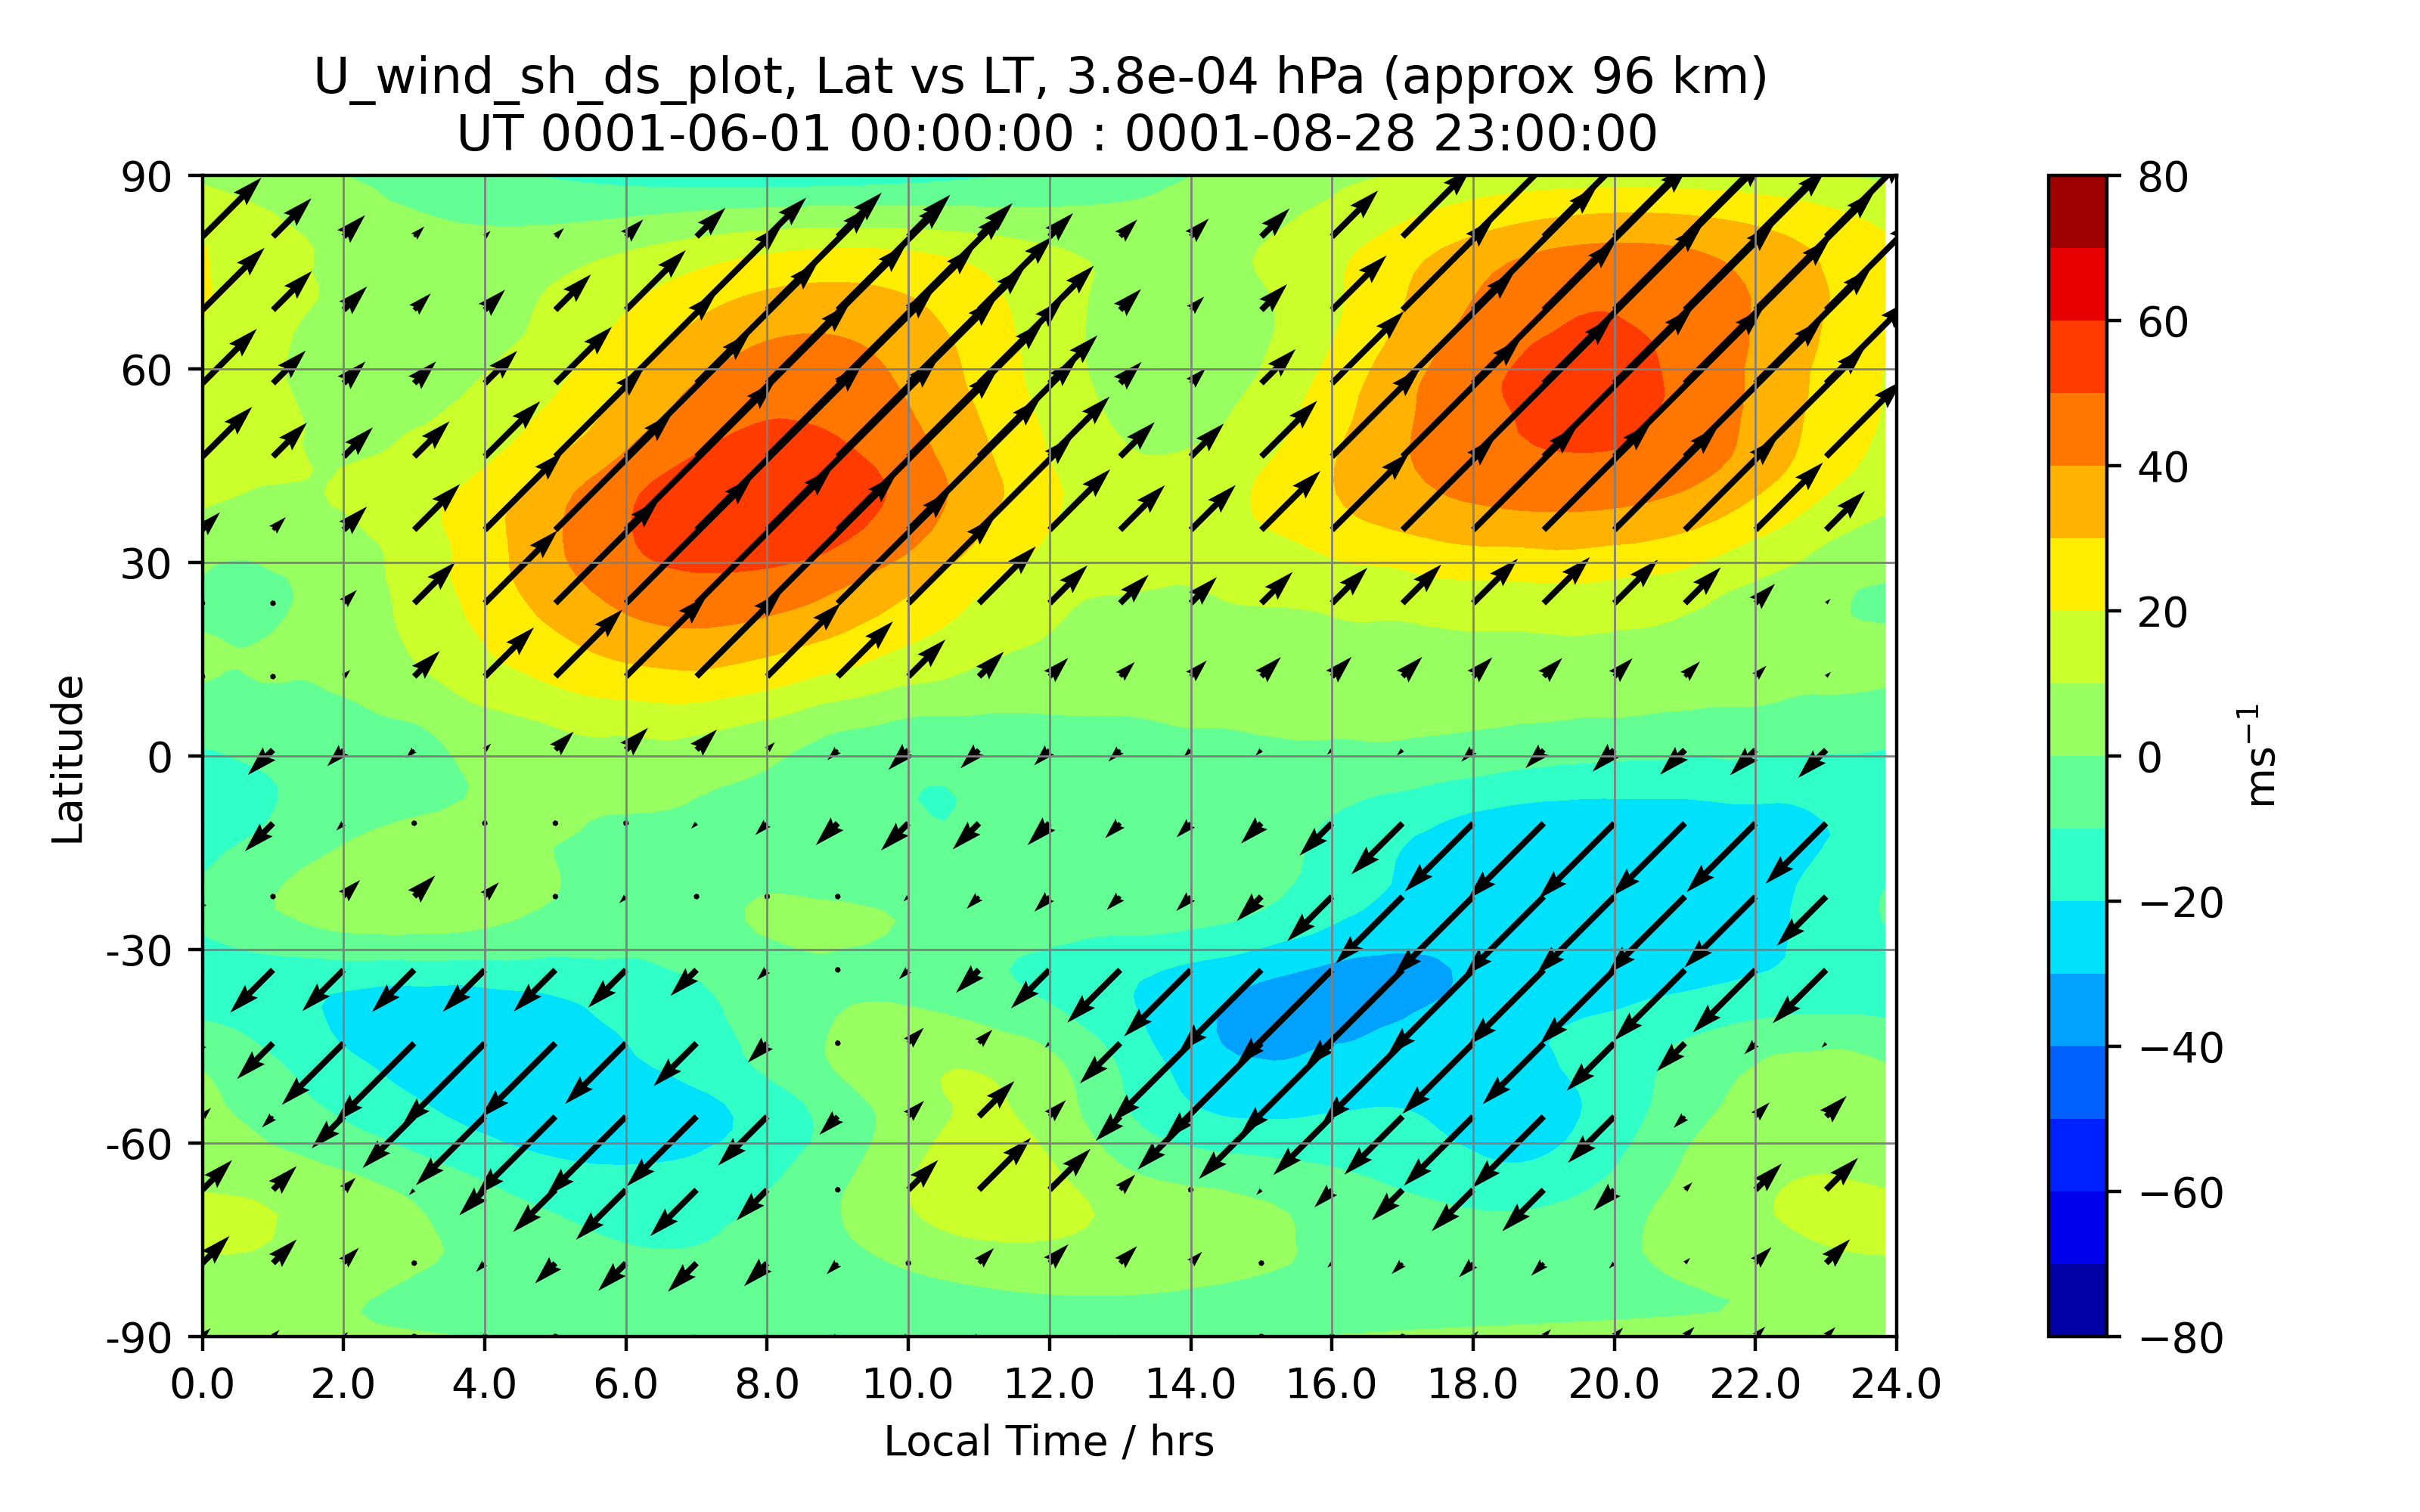 U_wind_sh_ds_plot, Lat vs LT, 3.8e-04 hPa (approx 96 km)
UT 0001-06-01 00:00:00 : 0001-08-28 23:00:00
90
60
30
0
-30
-60
-90
Latitude
0.0 2.0 4.0 6.0 8.0 10.0 12.0 14.0 16.0 18.0 20.0 22.0 24.0
Local Time / hrs
80
60
40
20
0
−20
−40
−60
−80
ms⁻¹